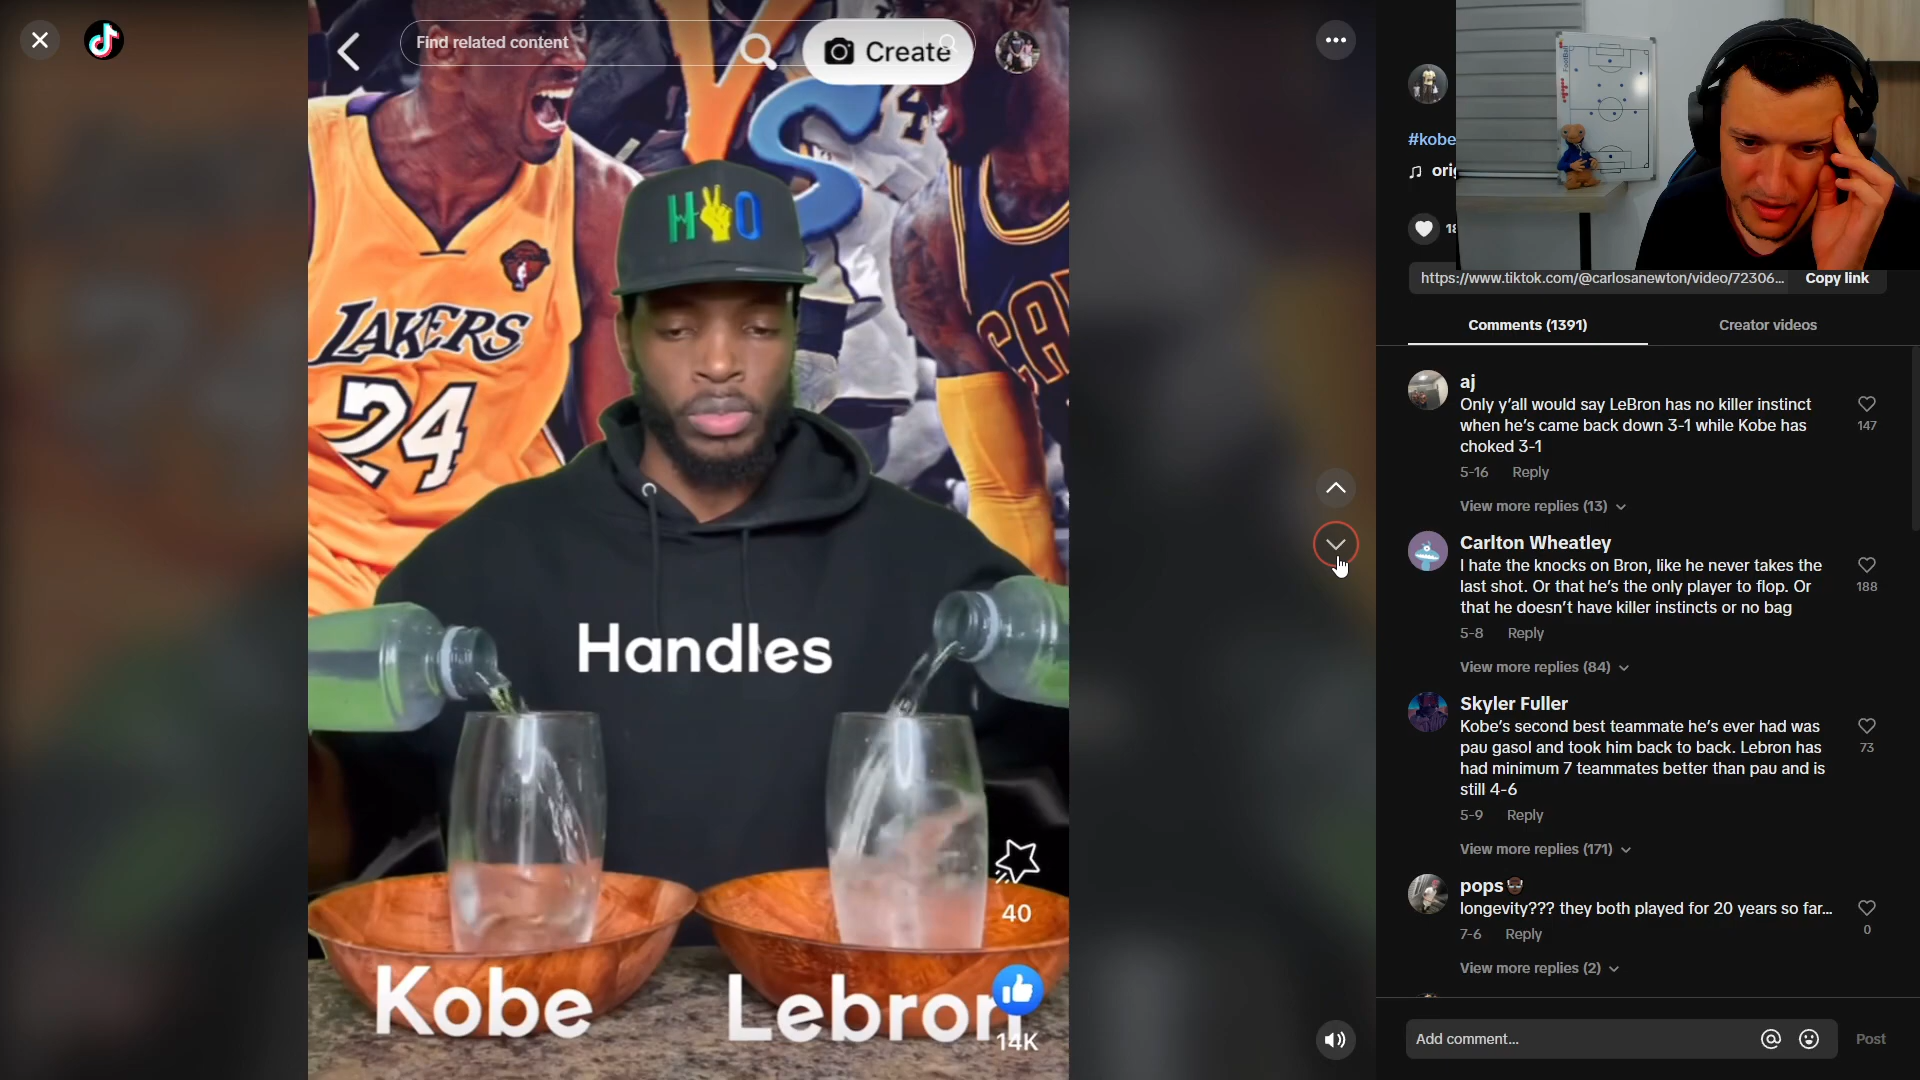 Find related content
Create
VS
H O
LAKERS
24
CA
Handles
Kobe
Lebron
40
14K
#kobe
https://www.tiktok.com/@carlosanewton/video/72306...
Copy link
Comments (1391)
Creator videos
aj
Only y'all would say LeBron has no killer instinct
when he's came back down 3-1 while Kobe has
choked 3-1
147
5-16 Reply
View more replies (13)
Carlton Wheatley
I hate the knocks on Bron, like he never takes the
last shot. Or that he's the only player to flop. Or
that he doesn't have killer instincts or no bag
188
5-8 Reply
View more replies (84)
Skyler Fuller
Kobe's second best teammate he's ever had was
pau gasol and took him back to back. Lebron has
had minimum 7 teammates better than pau and is
still 4-6
73
5-9 Reply
View more replies (171)
pops
longevity??? they both played for 20 years so far...
0
7-6 Reply
View more replies (2)
Add comment...
Post